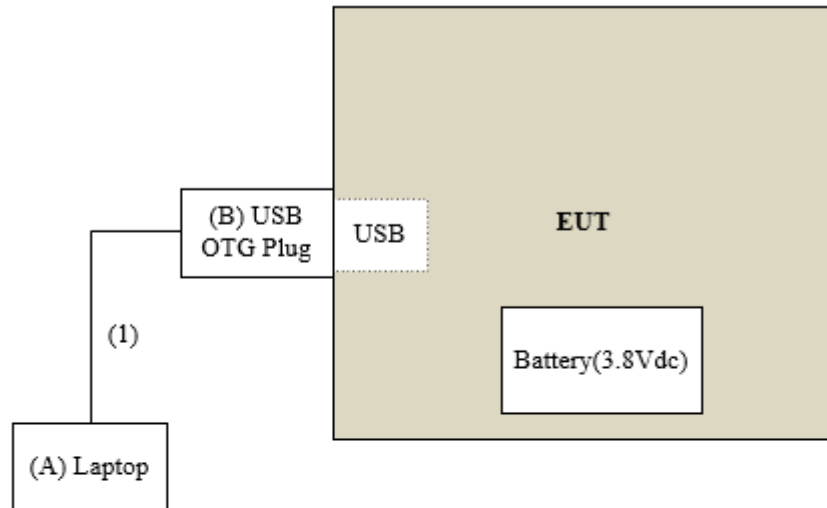 (B) USB
OTG Plug
USB
EUT
(1)
Battery(3.8Vdc)
(A) Laptop